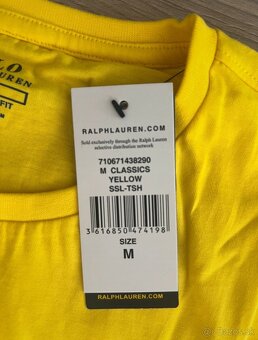 LO
LAUREN
FIT
RALPHLAUREN.COM
Sold exclusively through the Ralph Lauren
selective distribution network
710671438290
M CLASSICS
YELLOW
SSL-TSH
3 616850 474198
SIZE
M
RALPHLAUREN.COM